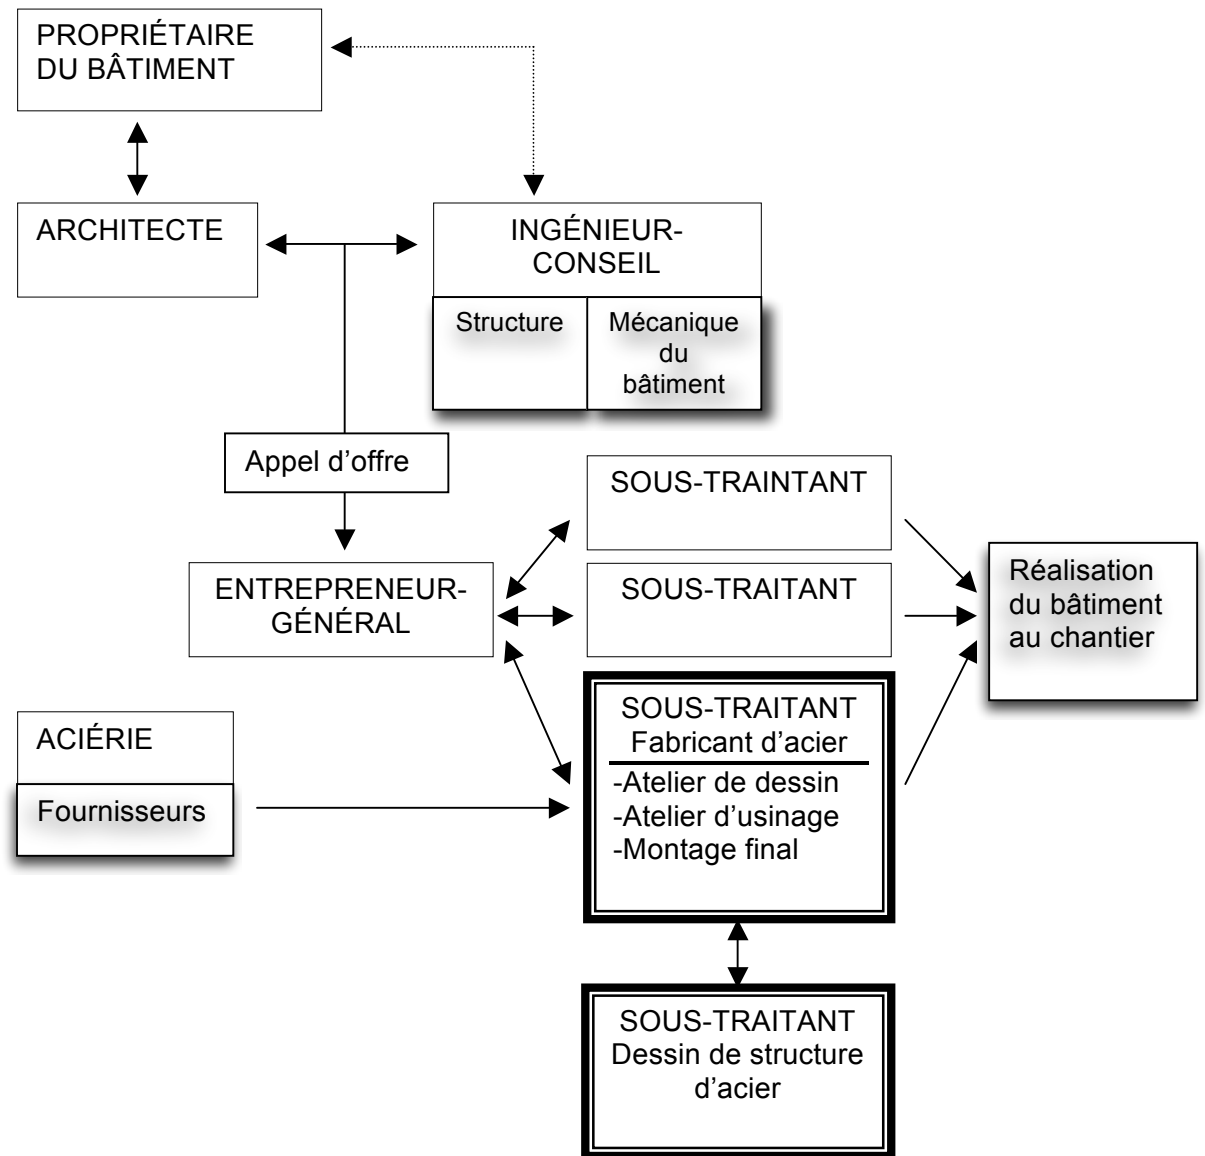 PROPRIÉTAIRE
DU BÂTIMENT
ARCHITECTE
INGÉNIEUR-
CONSEIL
Structure
Mécanique
du
bâtiment
Appel d’offre
SOUS-TRAINTANT
ENTREPRENEUR-
GÉNÉRAL
SOUS-TRAITANT
Réalisation
du bâtiment
au chantier
ACIÉRIE
Fournisseurs
SOUS-TRAITANT
Fabricant d’acier
-Atelier de dessin
-Atelier d’usinage
-Montage final
SOUS-TRAITANT
Dessin de structure
d’acier